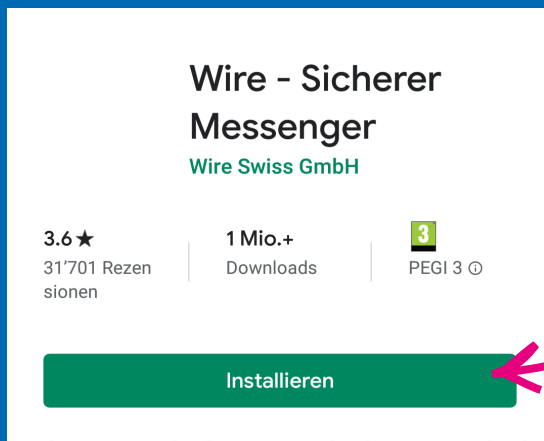 Wire - Sicherer
Messenger
Wire Swiss GmbH
3.6★
31’701 Rezen
sionen
1 Mio.+
Downloads
3
PEGI 3 ⓘ
Installieren